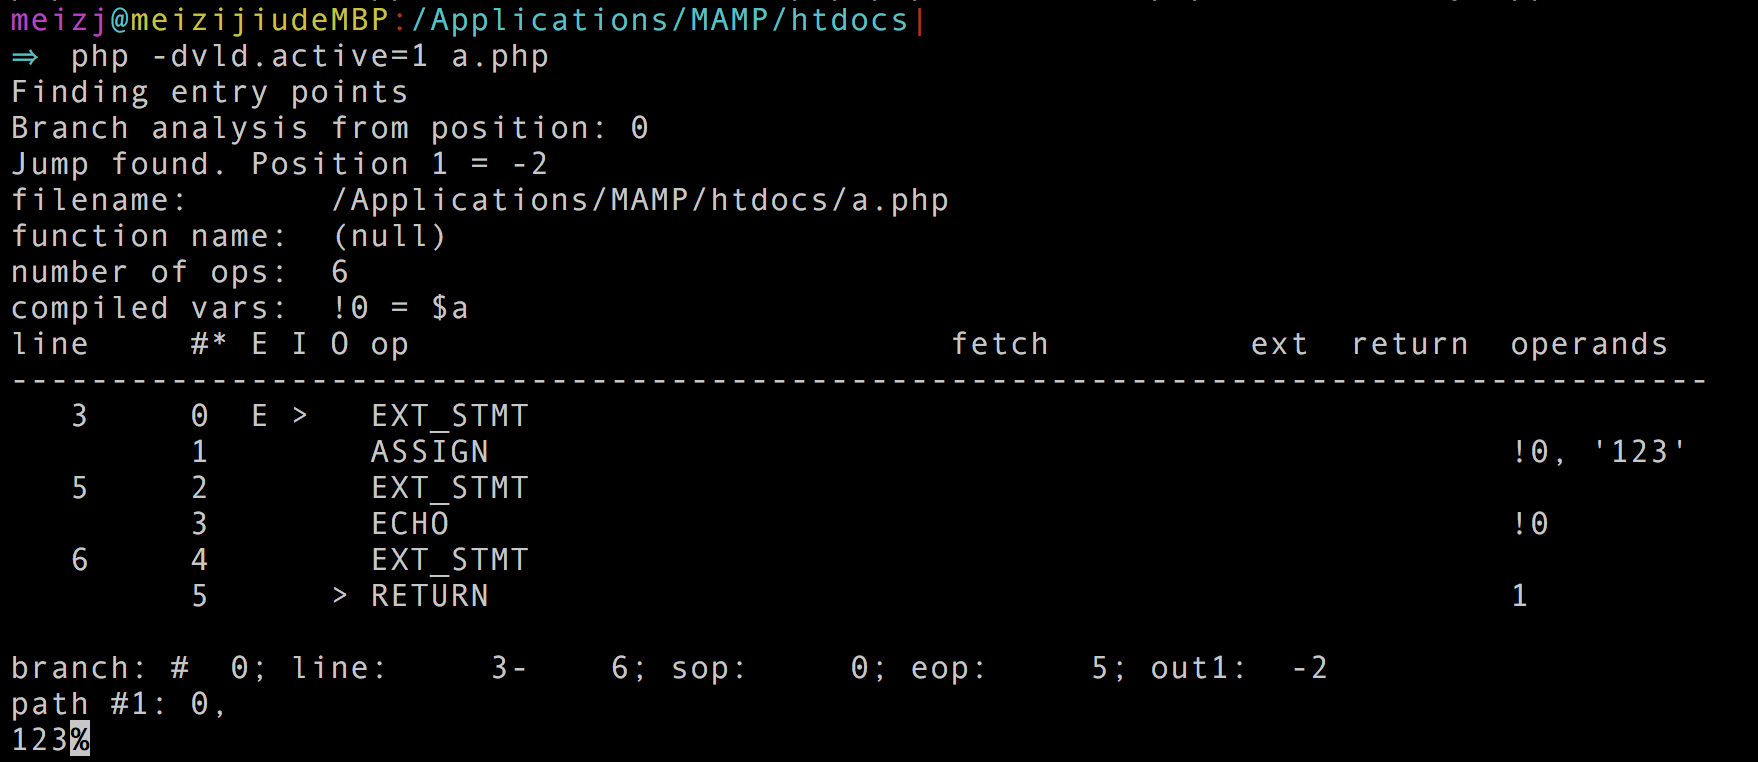 meizj@meizijiudeMBP:/Applications/MAMP/htdocs|
⇒  php -dvld.active=1 a.php
Finding entry points
Branch analysis from position: 0
Jump found. Position 1 = -2
filename:       /Applications/MAMP/htdocs/a.php
function name:  (null)
number of ops:  6
compiled vars:  !0 = $a
line     #* E I O op                           fetch          ext  return  operands
-------------------------------------------------------------------------------------
   3     0  E >   EXT_STMT
         1        ASSIGN                                                   !0, '123'
   5     2        EXT_STMT
         3        ECHO                                                     !0
   6     4        EXT_STMT
         5      > RETURN                                                   1
branch: #  0; line:     3-    6; sop:     0; eop:     5; out1:  -2
path #1: 0,
123%